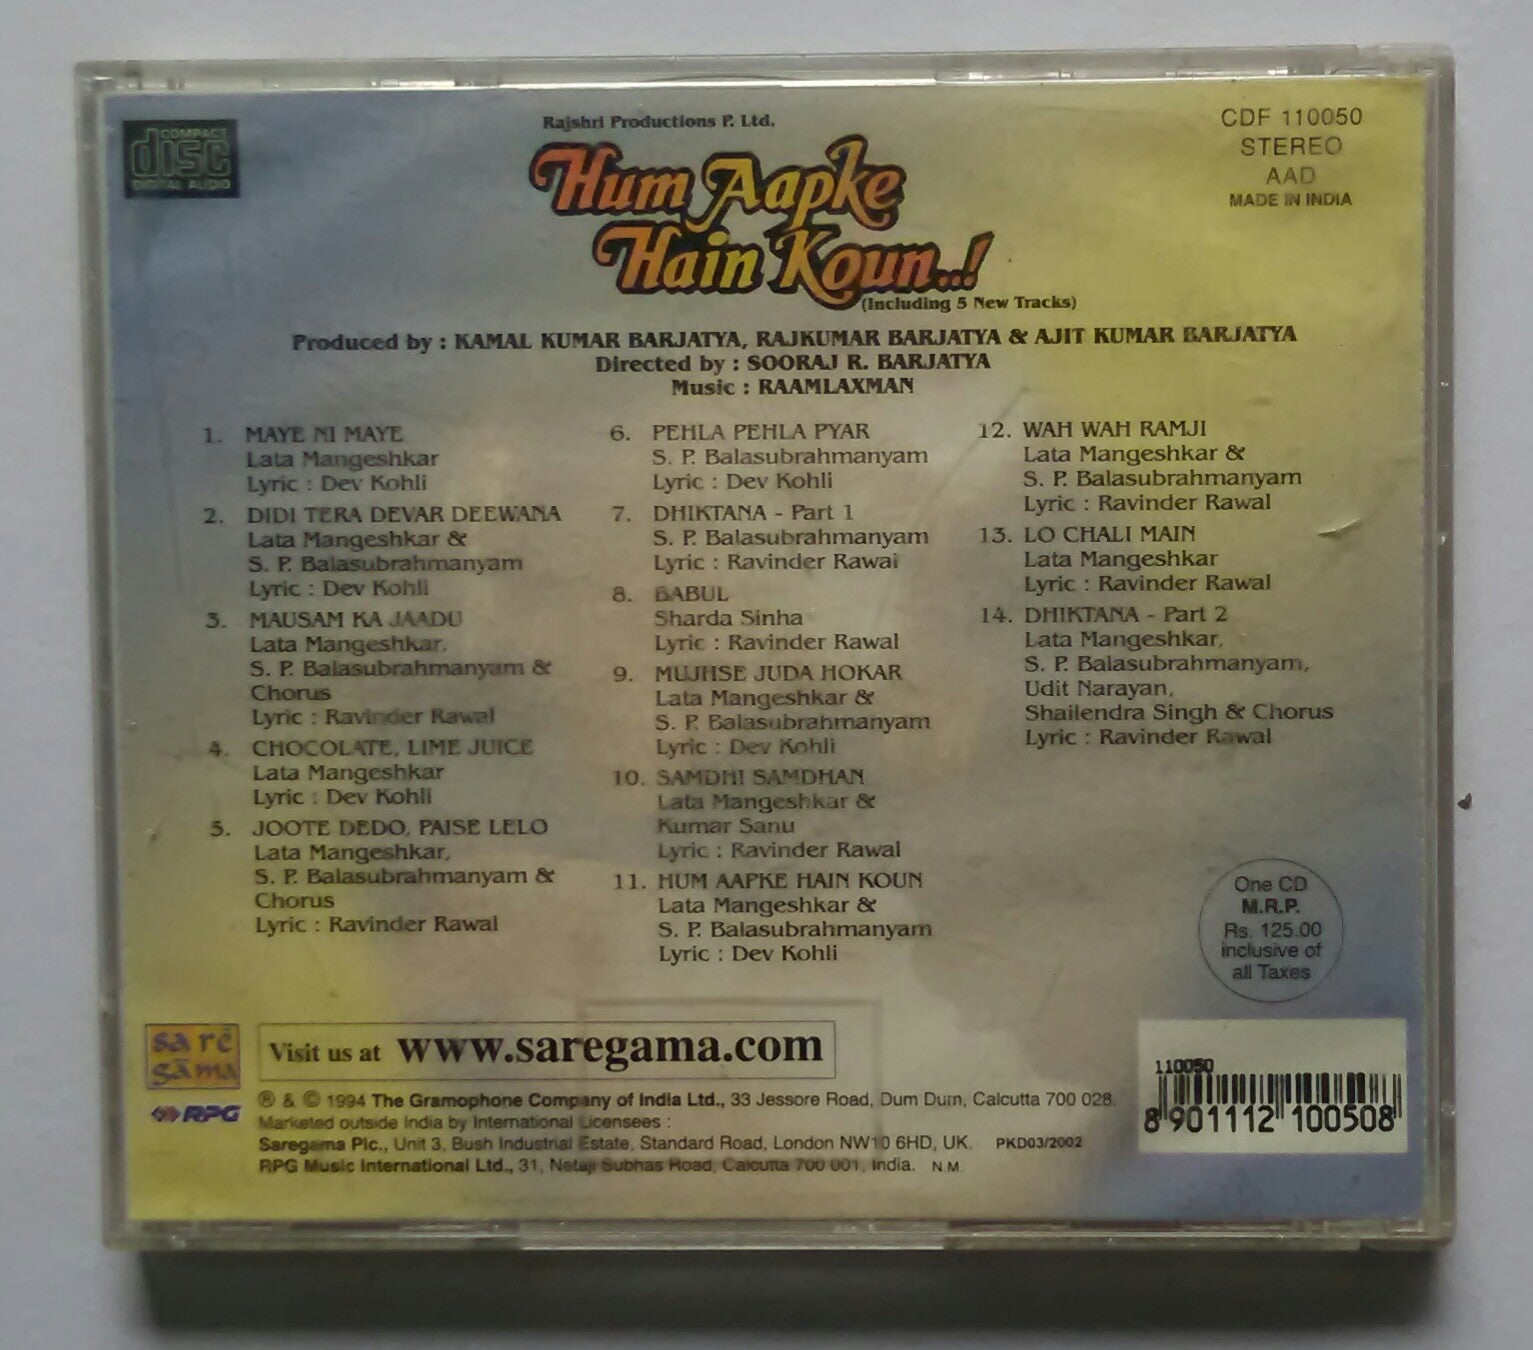 COMPACT
disc
DIGITAL AUDIO
Rajshri Productions P. Ltd.
Hum Aapke
Hain Koun..!
(Including 5 New Tracks)
CDF 110050
STEREO
AAD
MADE IN INDIA
Produced by : KAMAL KUMAR BARJATYA, RAJKUMAR BARJATYA & AJIT KUMAR BARJATYA
Directed by : SOORAJ R. BARJATYA
Music : RAAMLAXMAN
1. MAYE NI MAYE
Lata Mangeshkar
Lyric : Dev Kohli
2. DIDI TERA DEVAR DEEWANA
Lata Mangeshkar &
S. P. Balasubrahmanyam
Lyric : Dev Kohli
3. MAUSAM KA JAADU
Lata Mangeshkar,
S. P. Balasubrahmanyam &
Chorus
Lyric : Ravinder Rawal
4. CHOCOLATE, LIME JUICE
Lata Mangeshkar
Lyric : Dev Kohli
5. JOOTE DEDO, PAISE LELO
Lata Mangeshkar,
S. P. Balasubrahmanyam &
Chorus
Lyric : Ravinder Rawal
6. PEHLA PEHLA PYAR
S. P. Balasubrahmanyam
Lyric : Dev Kohli
7. DHIKTANA - Part 1
S. P. Balasubrahmanyam
Lyric : Ravinder Rawal
8. BABUL
Sharda Sinha
Lyric : Ravinder Rawal
9. MUJHSE JUDA HOKAR
Lata Mangeshkar &
S. P. Balasubrahmanyam
Lyric : Dev Kohli
10. SAMDHI SAMDHAN
Lata Mangeshkar &
Kumar Sanu
Lyric : Ravinder Rawal
11. HUM AAPKE HAIN KOUN
Lata Mangeshkar &
S. P. Balasubrahmanyam
Lyric : Dev Kohli
12. WAH WAH RAMJI
Lata Mangeshkar &
S. P. Balasubrahmanyam
Lyric : Ravinder Rawal
13. LO CHALI MAIN
Lata Mangeshkar
Lyric : Ravinder Rawal
14. DHIKTANA - Part 2
Lata Mangeshkar,
S. P. Balasubrahmanyam,
Udit Narayan,
Shailendra Singh & Chorus
Lyric : Ravinder Rawal
One CD
M.R.P.
Rs. 125.00
inclusive of
all Taxes
sa rē
gāma
RPG
Visit us at www.saregama.com
℗ & © 1994 The Gramophone Company of India Ltd., 33 Jessore Road, Dum Dum, Calcutta 700 028.
Marketed outside India by International Licensees :
Saregama Plc., Unit 3, Bush Industrial Estate, Standard Road, London NW10 6HD, UK. PKD03/2002
RPG Music International Ltd., 31, Netaji Subhas Road, Calcutta 700 001, India. N M
110050
8 901112 100508